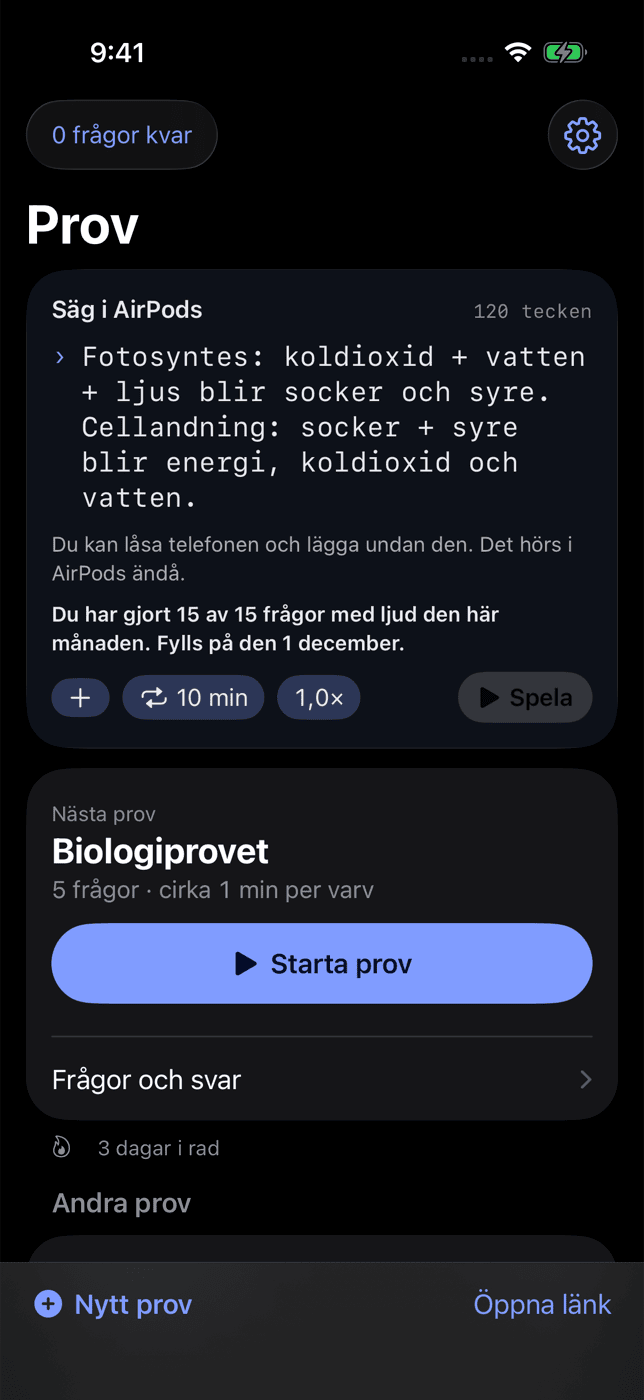 9:41
0 frågor kvar
Prov
Säg i AirPods
120 tecken
› Fotosyntes: koldioxid + vatten
+ ljus blir socker och syre.
Cellandning: socker + syre
blir energi, koldioxid och
vatten.
Du kan låsa telefonen och lägga undan den. Det hörs i
AirPods ändå.
Du har gjort 15 av 15 frågor med ljud den här
månaden. Fylls på den 1 december.
+
10 min
1,0×
Spela
Nästa prov
Biologiprovet
5 frågor · cirka 1 min per varv
Starta prov
Frågor och svar
3 dagar i rad
Andra prov
Nytt prov
Öppna länk